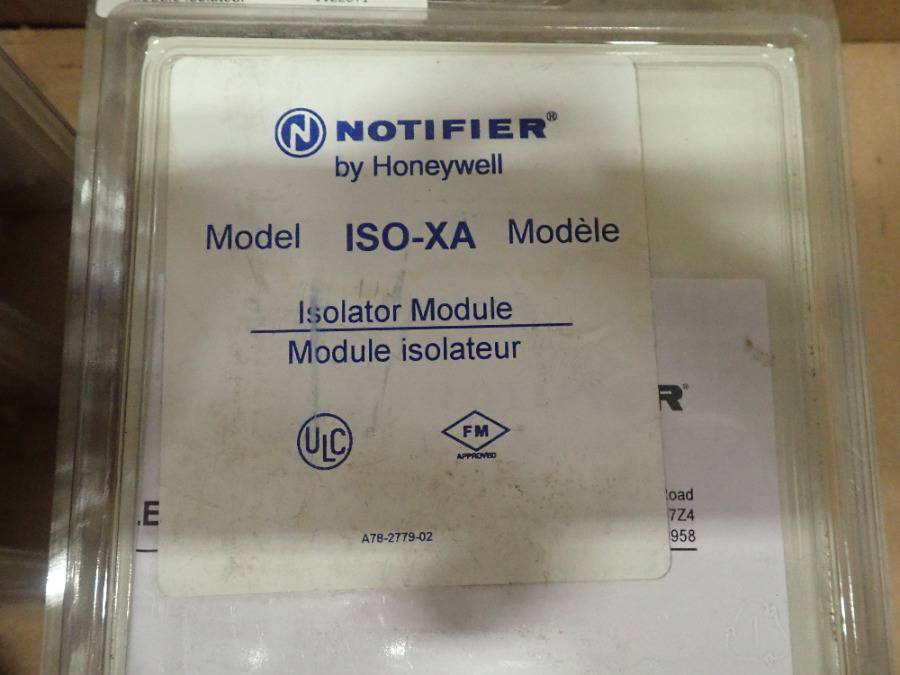 NOTIFIER®
by Honeywell
Model ISO-XA Modèle
Isolator Module
Module isolateur
ULC
FM
APPROVED
A78-2779-02
R®
Road
7Z4
958